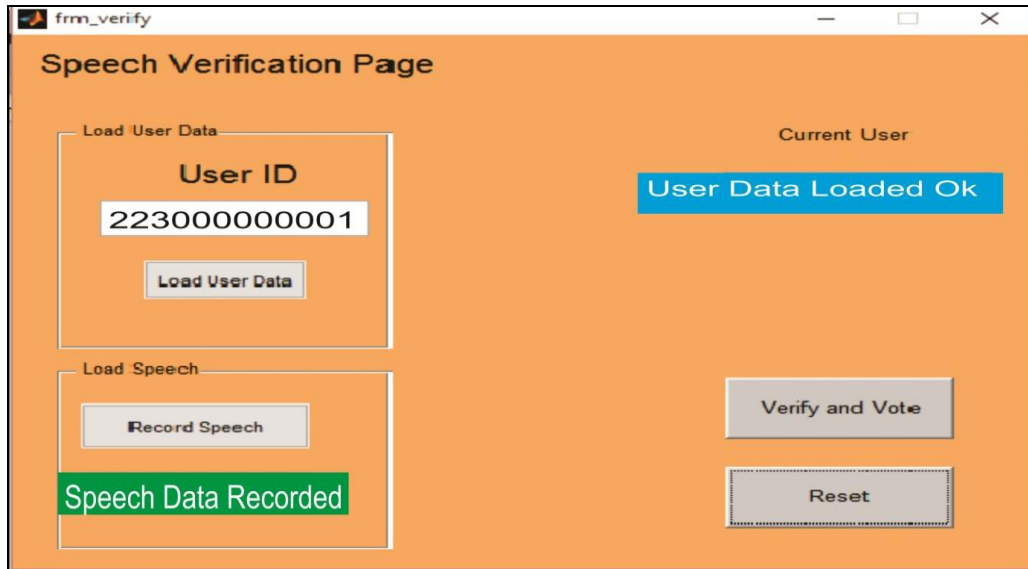 frm_verify
Speech Verification Page
Load User Data
User ID
223000000001
Load User Data
Current User
User Data Loaded Ok
Load Speech
Record Speech
Speech Data Recorded
Verify and Vote
Reset